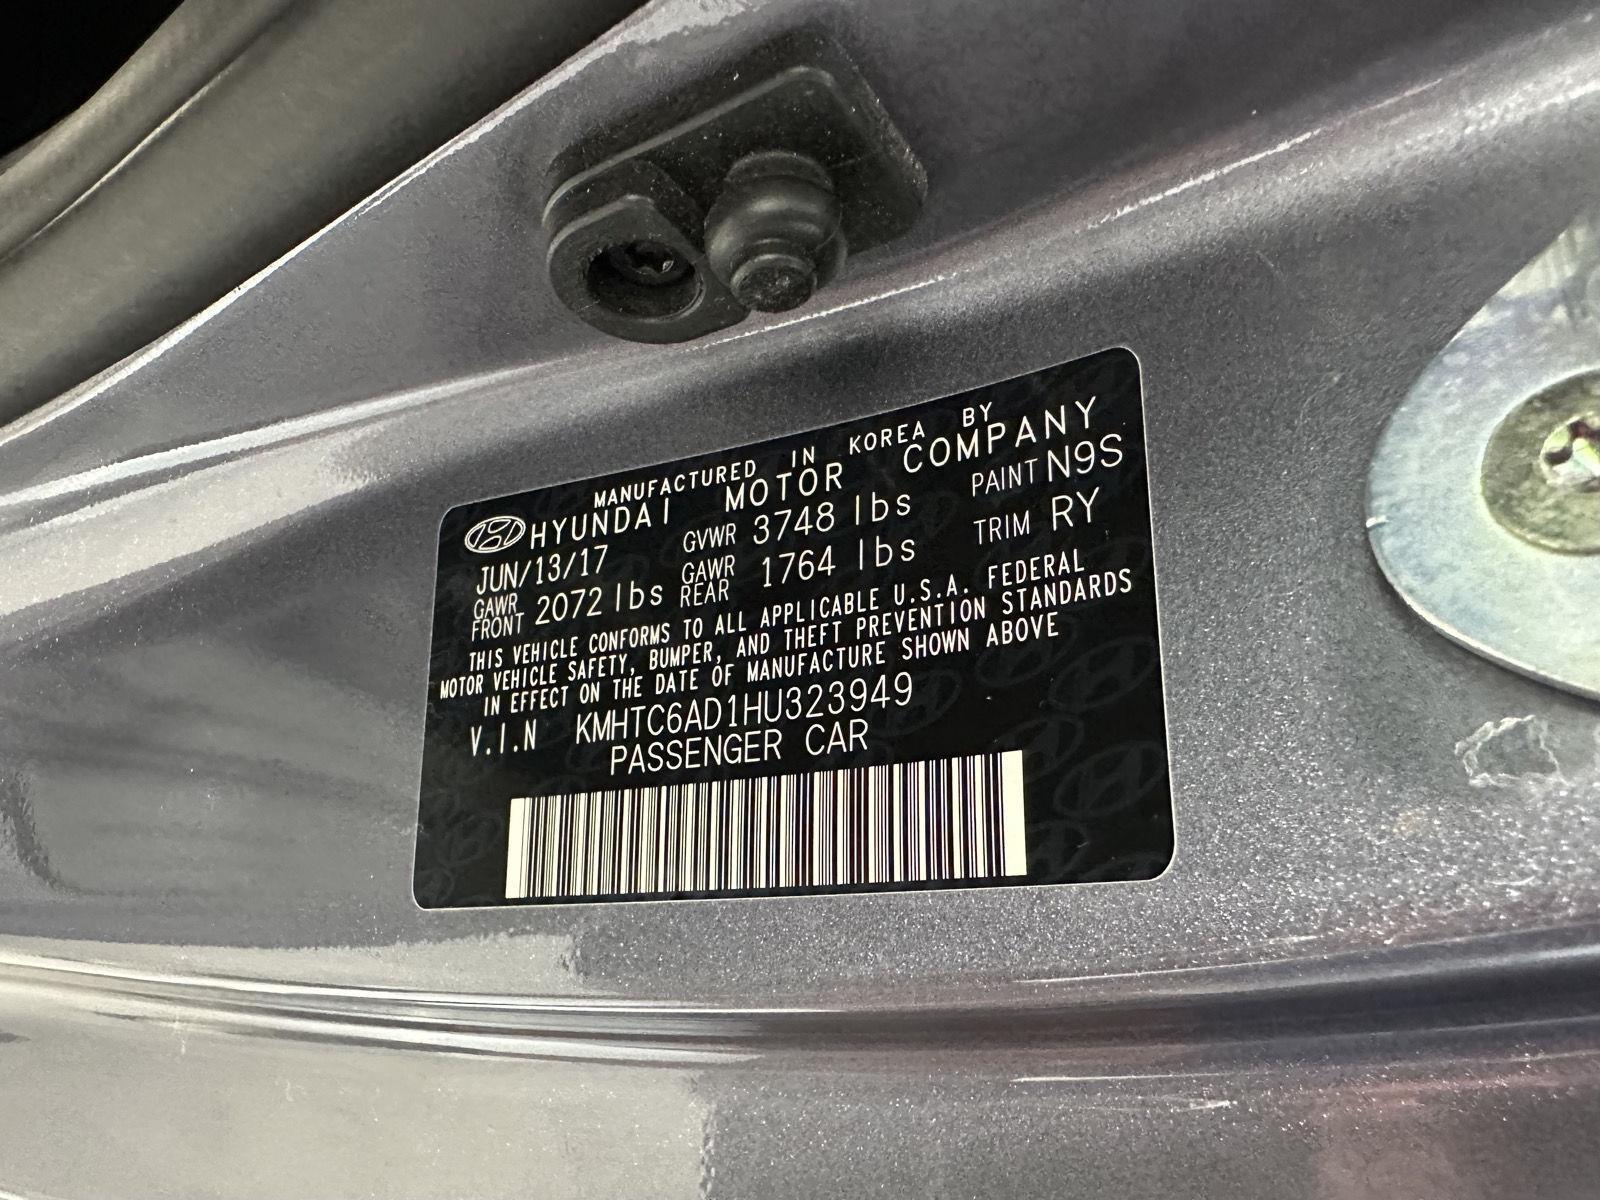 MANUFACTURED IN KOREA BY
HYUNDAI MOTOR COMPANY
JUN/13/17 GVWR 3748 lbs PAINT N9S
GAWR FRONT 2072 lbs GAWR REAR 1764 lbs TRIM RY
THIS VEHICLE CONFORMS TO ALL APPLICABLE U.S.A. FEDERAL
MOTOR VEHICLE SAFETY, BUMPER, AND THEFT PREVENTION STANDARDS
IN EFFECT ON THE DATE OF MANUFACTURE SHOWN ABOVE
V.I.N KMHTC6AD1HU323949
PASSENGER CAR